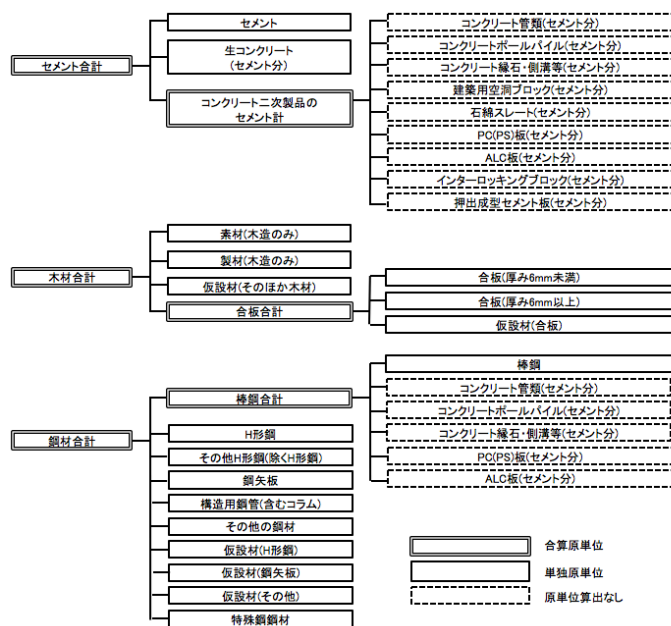 セメント合計
セメント
生コンクリート
(セメント分)
コンクリート二次製品の
セメント計
コンクリート管類(セメント分)
コンクリートポールパイル(セメント分)
コンクリート縁石・側溝等(セメント分)
建築用空洞ブロック(セメント分)
石綿スレート(セメント分)
PC(PS)板(セメント分)
ALC板(セメント分)
インターロッキングブロック(セメント分)
押出成型セメント板(セメント分)
木材合計
素材(木造のみ)
製材(木造のみ)
仮設材(そのほか木材)
合板合計
合板(厚み6mm未満)
合板(厚み6mm以上)
仮設材(合板)
鋼材合計
棒鋼合計
H形鋼
その他H形鋼(除くH形鋼)
鋼矢板
構造用鋼管(含むコラム)
その他の鋼材
仮設材(H形鋼)
仮設材(鋼矢板)
仮設材(その他)
特殊鋼鋼材
棒鋼
コンクリート管類(セメント分)
コンクリートポールパイル(セメント分)
コンクリート縁石・側溝等(セメント分)
PC(PS)板(セメント分)
ALC板(セメント分)
合算原単位
単独原単位
原単位算出なし